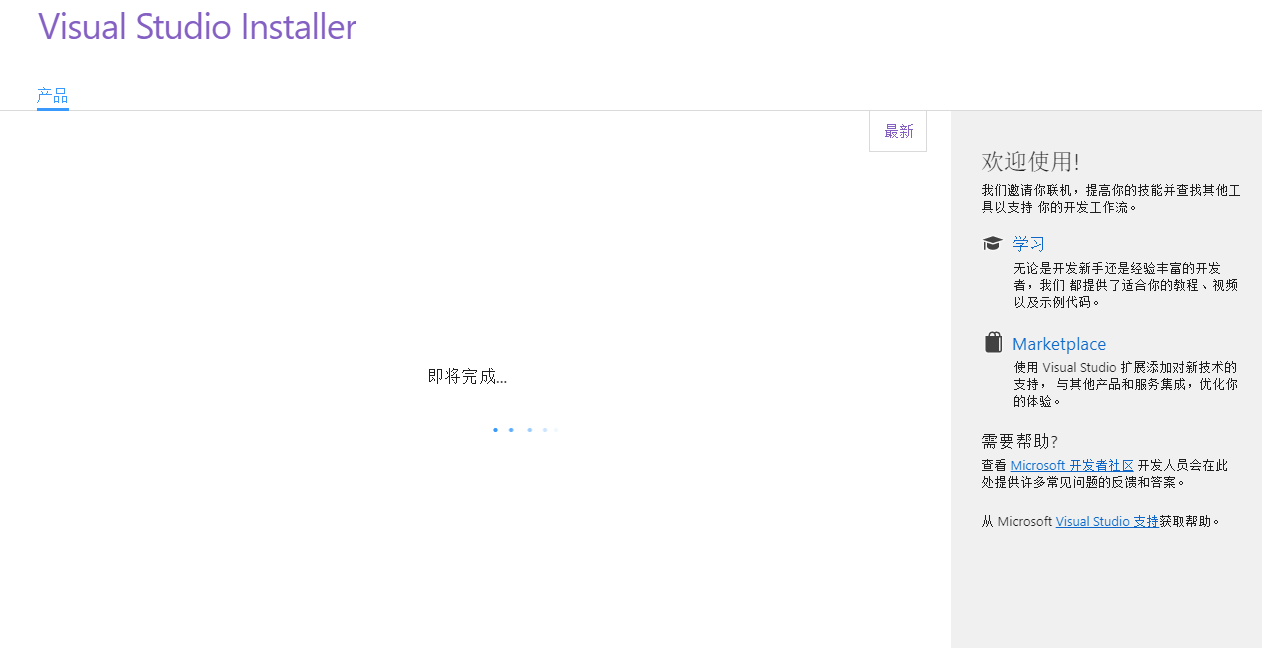 Visual Studio Installer
产品
最新
即将完成...
欢迎使用!
我们邀请你联机，提高你的技能并查找其他工
具以支持 你的开发工作流。
学习
无论是开发新手还是经验丰富的开发
者，我们 都提供了适合你的教程、视频
以及示例代码。
Marketplace
使用 Visual Studio 扩展添加对新技术的
支持， 与其他产品和服务集成，优化你
的体验。
需要帮助?
查看 Microsoft 开发者社区 开发人员会在此
处提供许多常见问题的反馈和答案。
从 Microsoft Visual Studio 支持获取帮助。